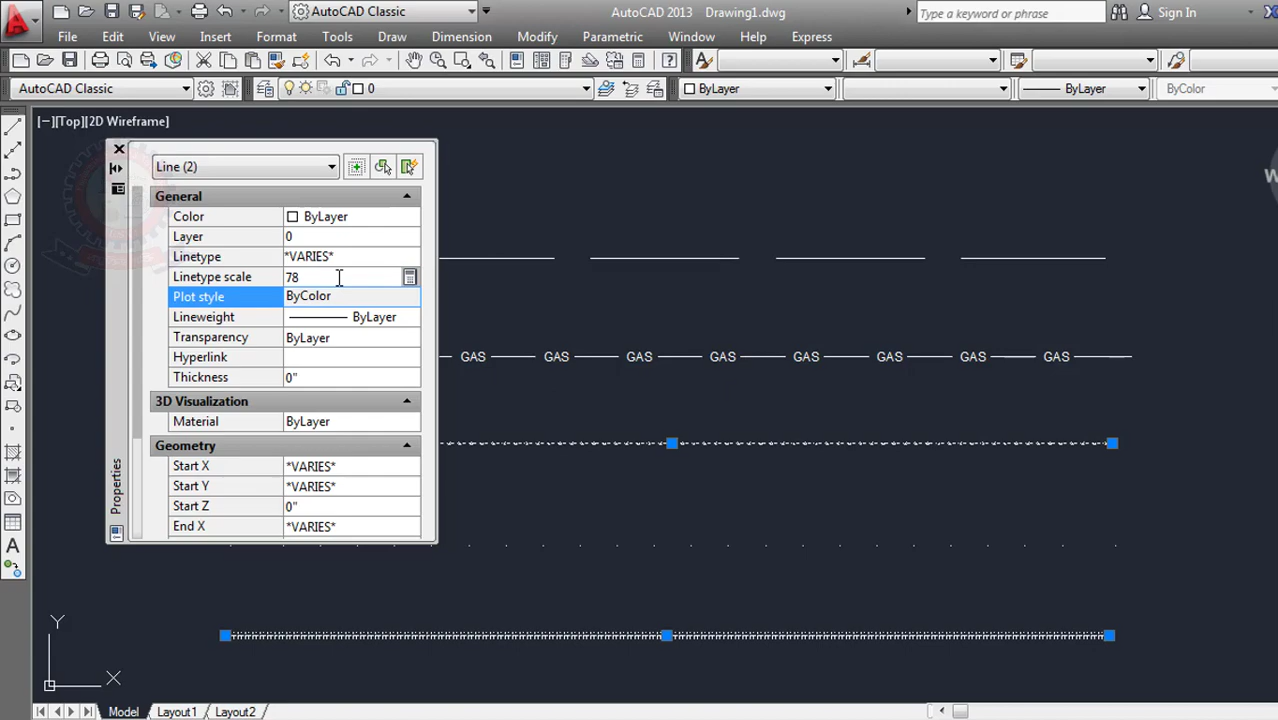 AutoCAD Classic
AutoCAD 2013 Drawing1.dwg
Type a keyword or phrase
Sign In
File Edit View Insert Format Tools Draw Dimension Modify Parametric Window Help Express
AutoCAD Classic
0
ByLayer
ByLayer
ByColor
[−][Top][2D Wireframe]
W
Line (2)
General
Color ByLayer
Layer 0
Linetype *VARIES*
Linetype scale 78
Plot style ByColor
Lineweight ByLayer
Transparency ByLayer
Hyperlink
Thickness 0"
3D Visualization
Material ByLayer
Geometry
Start X *VARIES*
Start Y *VARIES*
Start Z 0"
End X *VARIES*
Properties
GAS GAS GAS GAS GAS GAS GAS GAS
Y
X
Model Layout1 Layout2